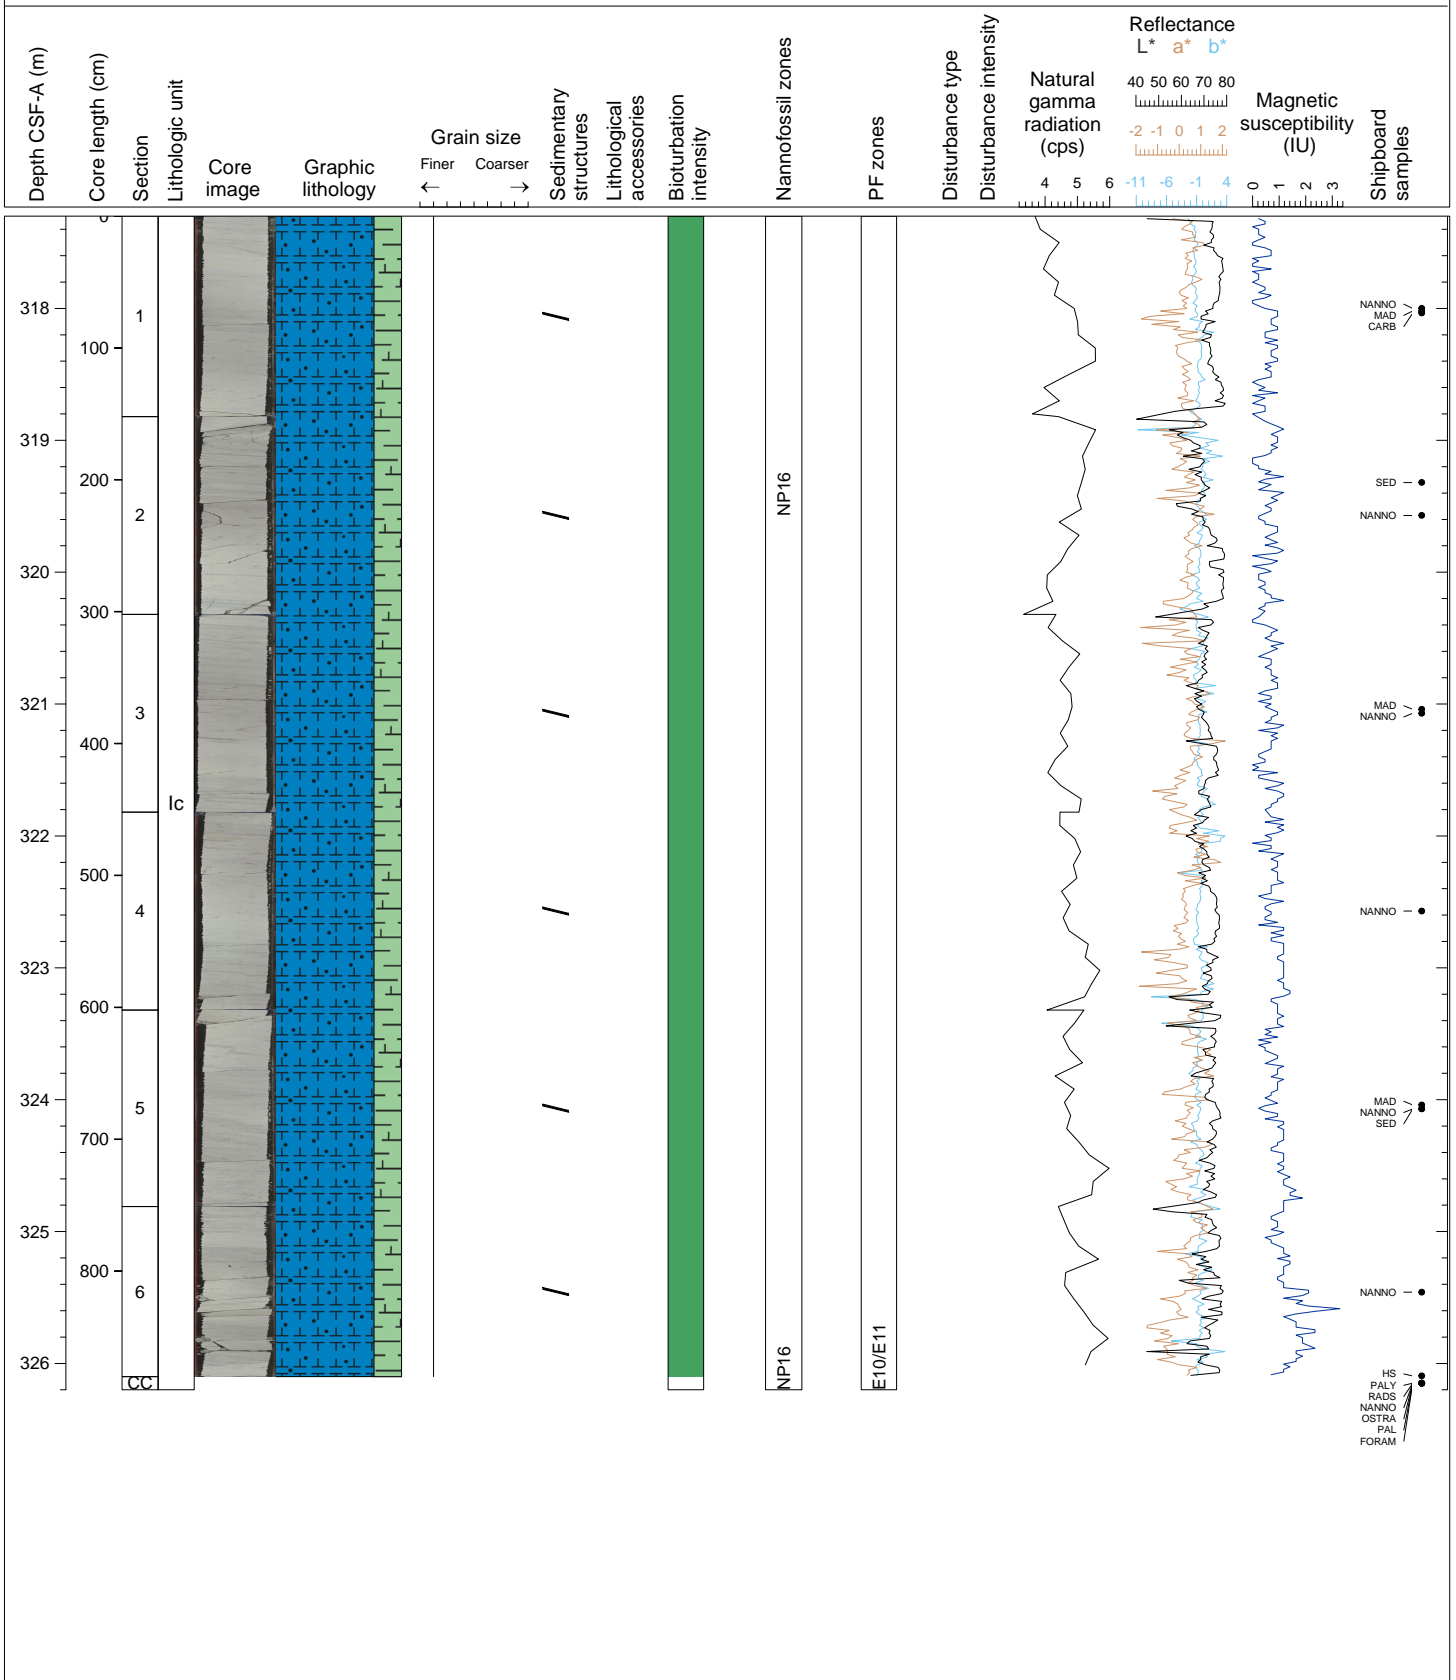 Depth CSF-A (m)
Core length (cm)
Section
Lithologic unit
Core
image
Graphic
lithology
Grain size
Finer Coarser
← →
Sedimentary
structures
Lithological
accessories
Bioturbation
intensity
Nannofossil zones
PF zones
Disturbance type
Disturbance intensity
Natural
gamma
radiation
(cps)
4 5 6
Reflectance
L* a* b*
40 50 60 70 80
-2 -1 0 1 2
-11 -6 -1 4
Magnetic
susceptibility
(IU)
0 1 2 3
Shipboard
samples
318
319
320
321
322
323
324
325
326
0
100
200
300
400
500
600
700
800
1
2
3
4
5
6
CC
Ic
NP16
NP16
E10/E11
NANNO
MAD
CARB
SED
NANNO
MAD
NANNO
NANNO
MAD
NANNO
SED
NANNO
HS
PALY
RADS
NANNO
OSTRA
PAL
FORAM